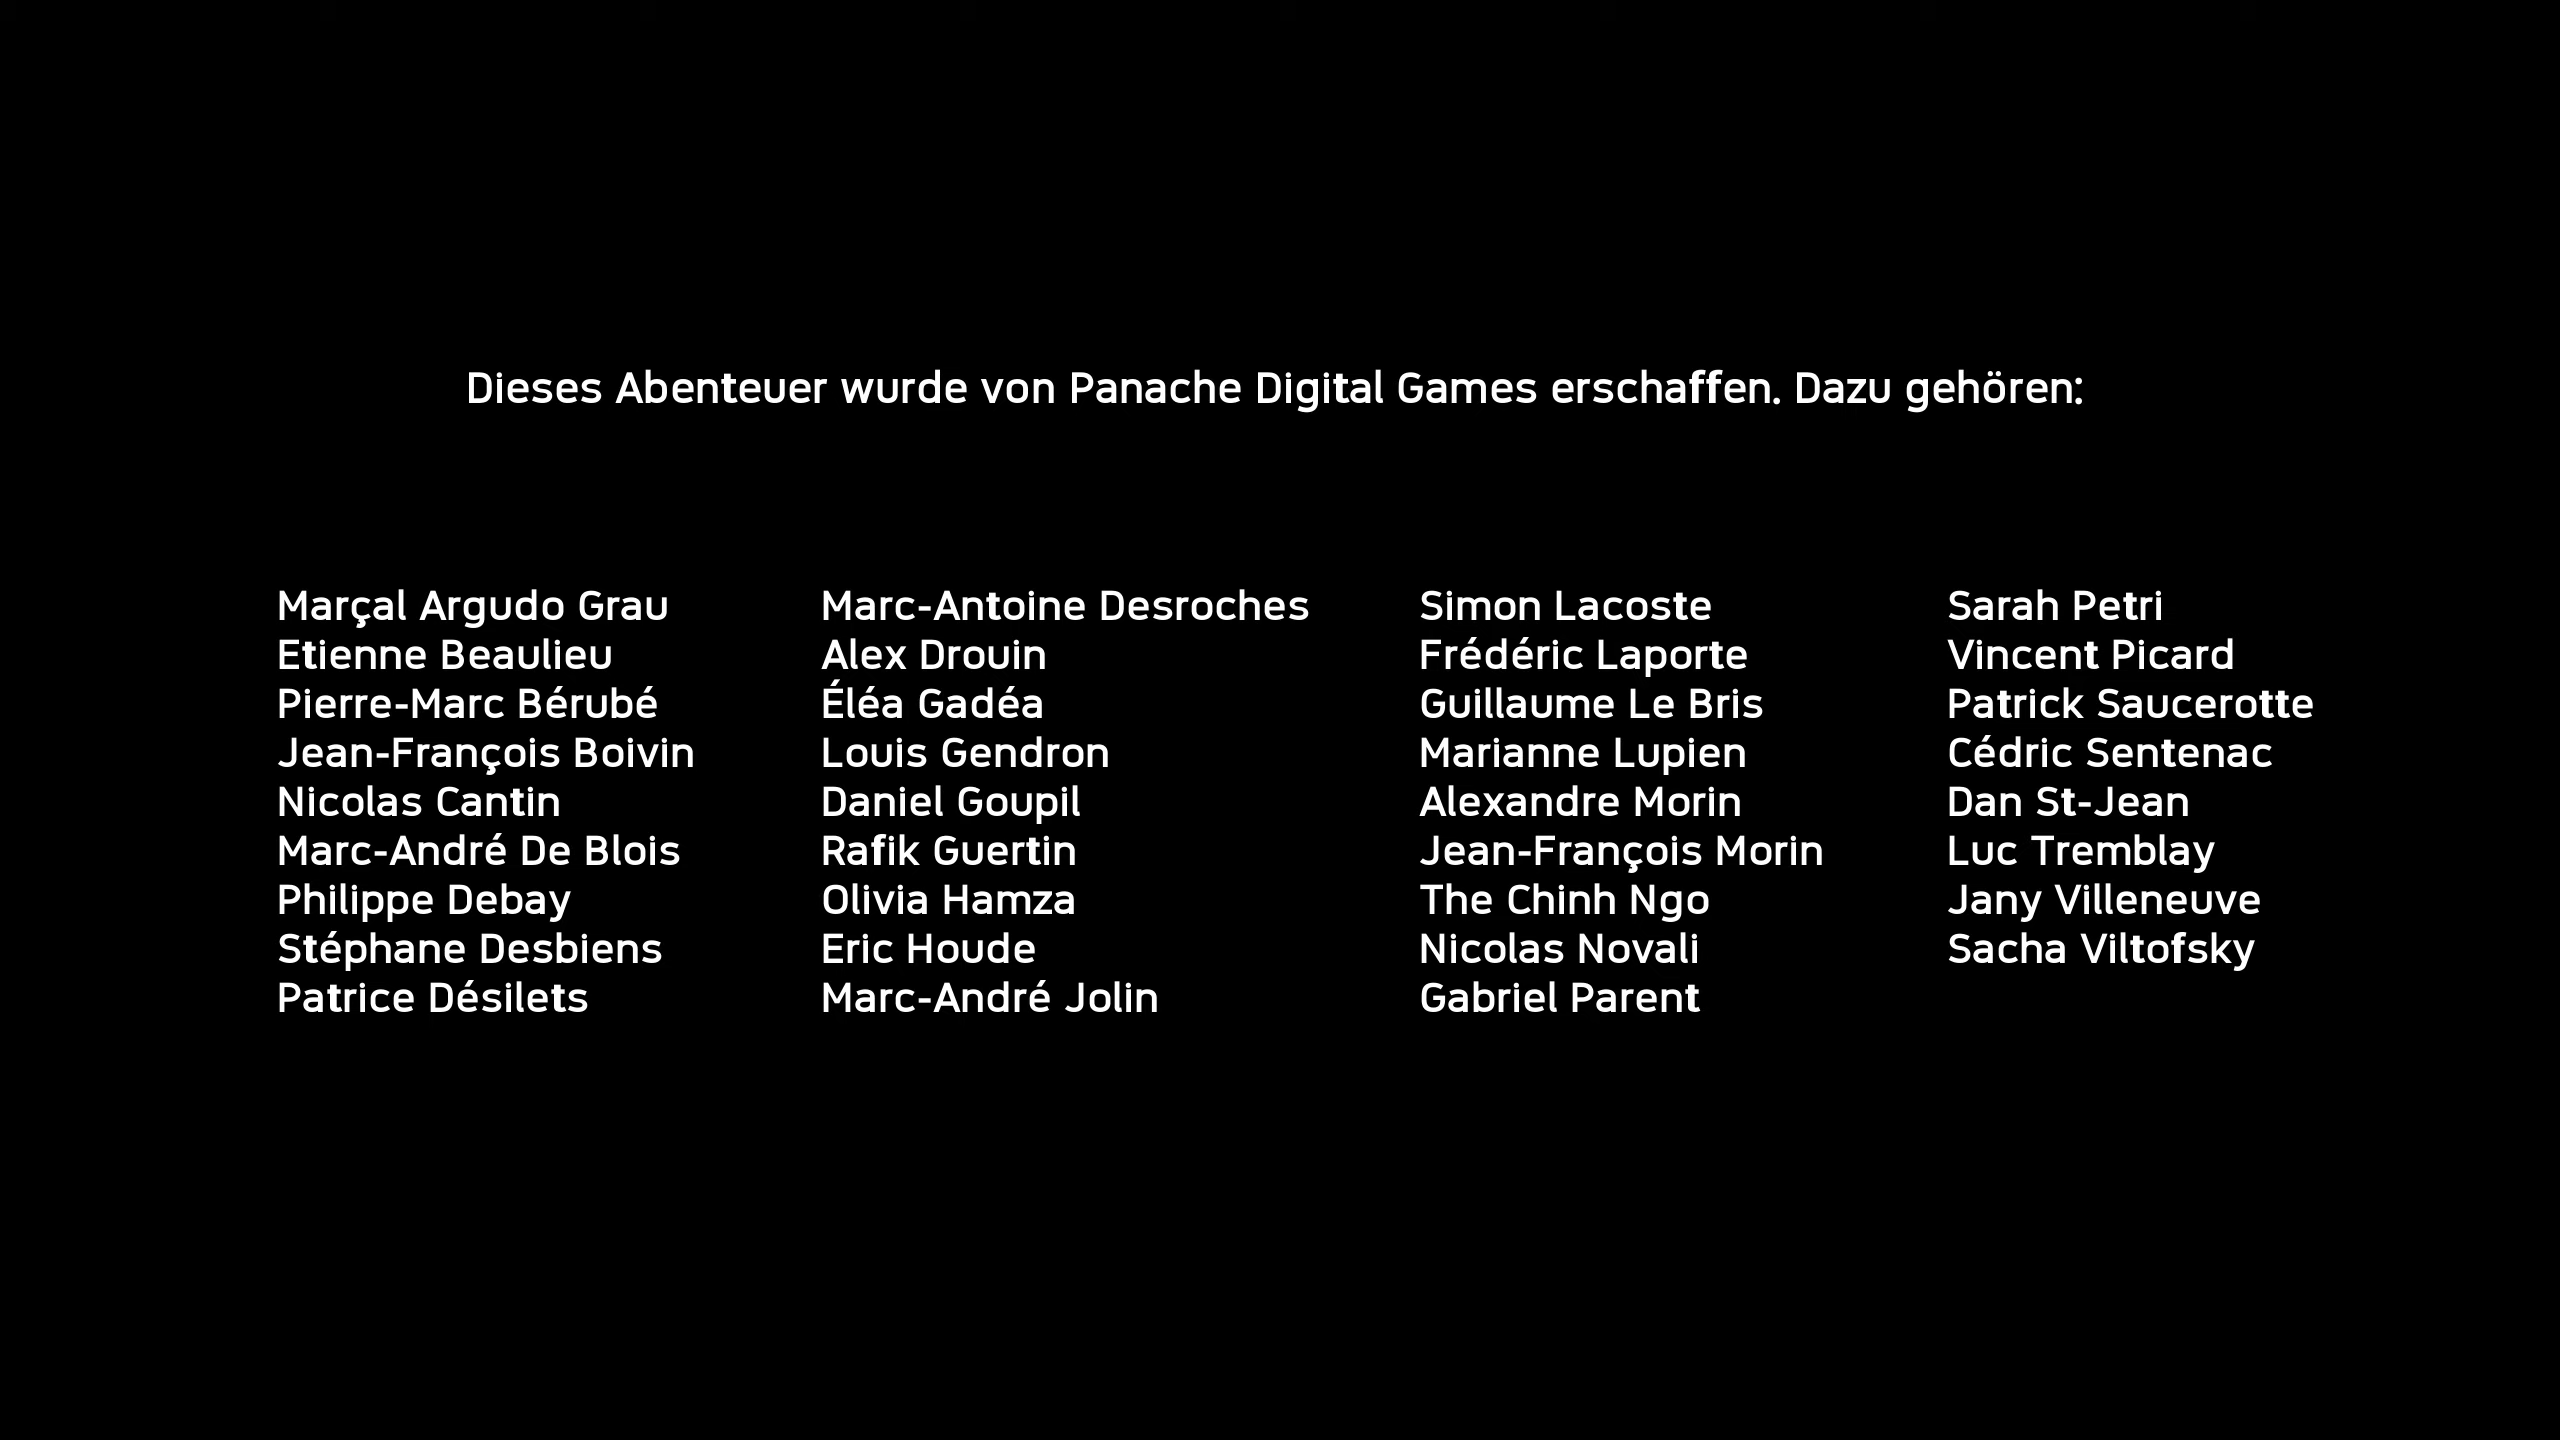 Dieses Abenteuer wurde von Panache Digital Games erschaffen. Dazu gehören:
Marçal Argudo Grau
Etienne Beaulieu
Pierre-Marc Bérubé
Jean-François Boivin
Nicolas Cantin
Marc-André De Blois
Philippe Debay
Stéphane Desbiens
Patrice Désilets
Marc-Antoine Desroches
Alex Drouin
Éléa Gadéa
Louis Gendron
Daniel Goupil
Rafik Guertin
Olivia Hamza
Eric Houde
Marc-André Jolin
Simon Lacoste
Frédéric Laporte
Guillaume Le Bris
Marianne Lupien
Alexandre Morin
Jean-François Morin
The Chinh Ngo
Nicolas Novali
Gabriel Parent
Sarah Petri
Vincent Picard
Patrick Saucerotte
Cédric Sentenac
Dan St-Jean
Luc Tremblay
Jany Villeneuve
Sacha Viltofsky